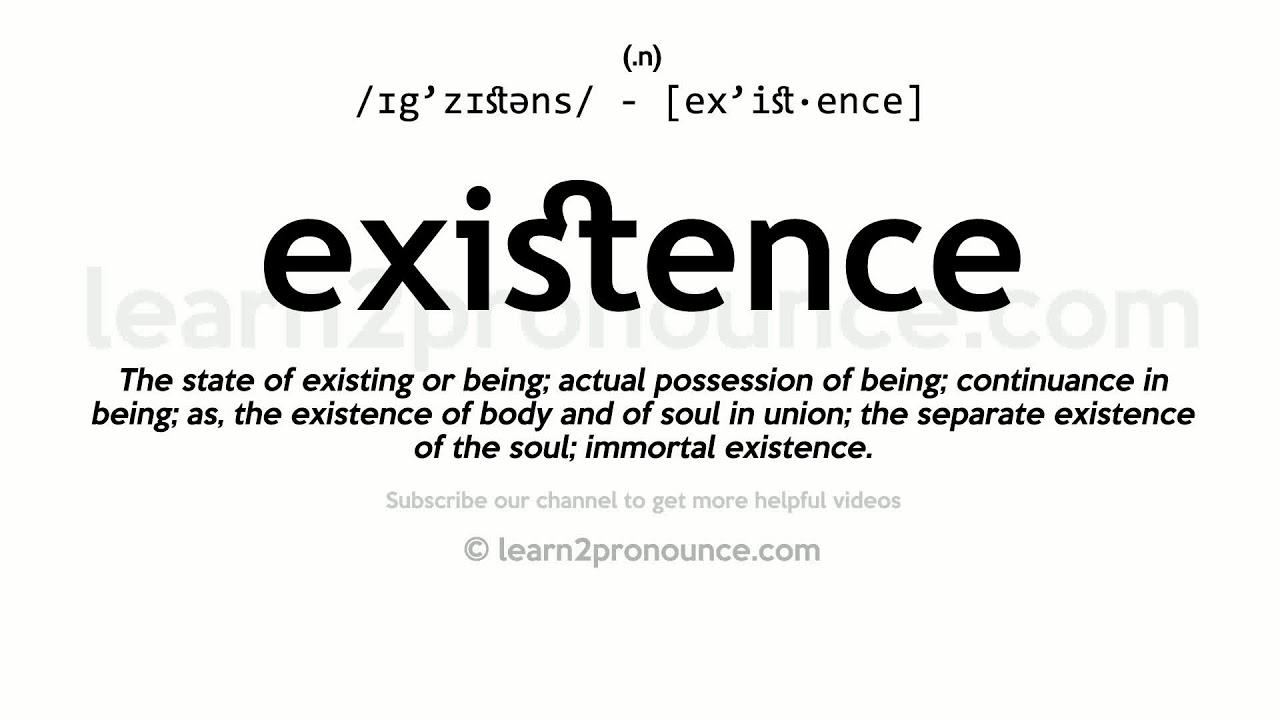 (.n)
/ɪg’zɪstəns/ - [ex’ist·ence]
existence
learn2pronounce.com
The state of existing or being; actual possession of being; continuance in
being; as, the existence of body and of soul in union; the separate existence
of the soul; immortal existence.
Subscribe our channel to get more helpful videos
© learn2pronounce.com